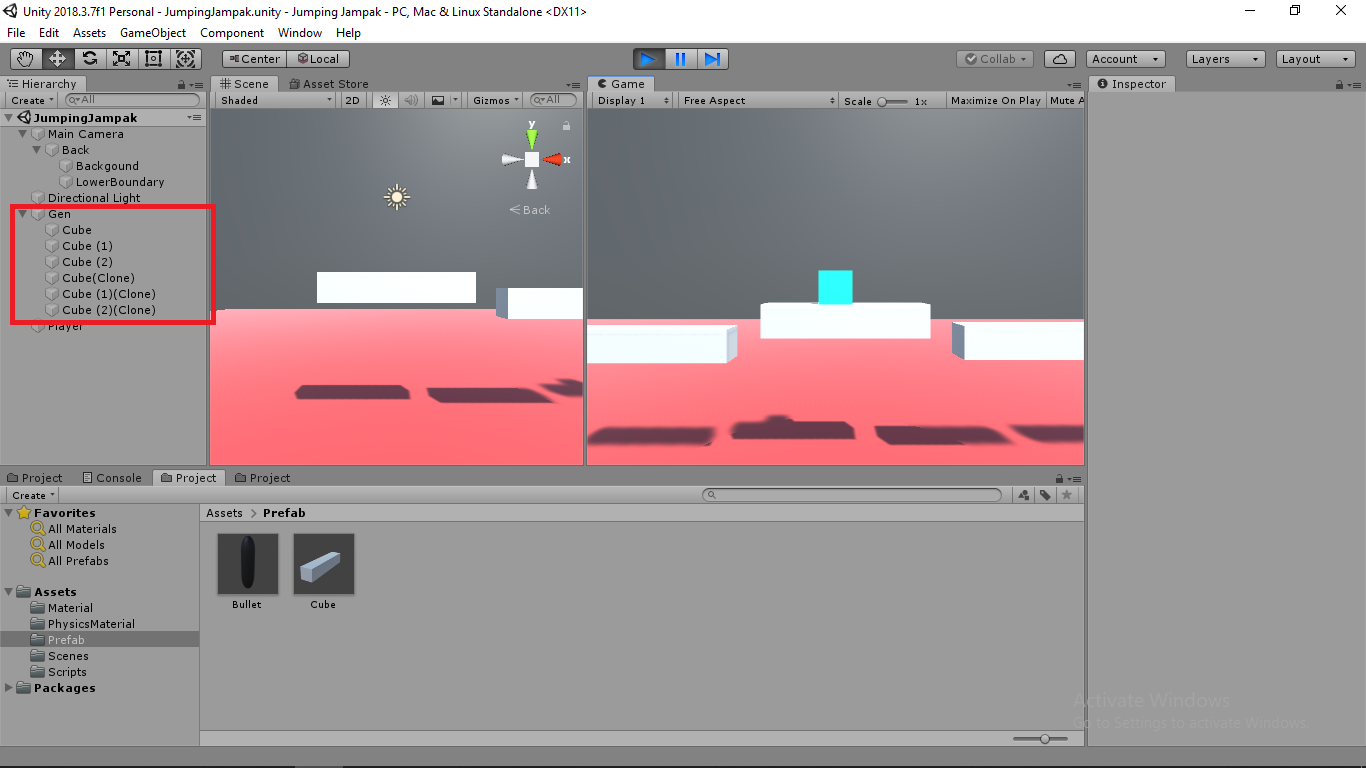 Unity 2018.3.7f1 Personal - JumpingJampak.unity - Jumping Jampak - PC, Mac & Linux Standalone <DX11>
File Edit Assets GameObject Component Window Help
Center Local Collab Account Layers Layout
Hierarchy Scene Asset Store Game Inspector
Create All Shaded 2D Gizmos All Display 1 Free Aspect Scale 1x Maximize On Play Mute A
JumpingJampak
Main Camera
Back
Backgound
LowerBoundary
Directional Light
Gen
Cube
Cube (1)
Cube (2)
Cube(Clone)
Cube (1)(Clone)
Cube (2)(Clone)
Player
y
x
Back
Project Console Project Project
Create
Favorites
All Materials
All Models
All Prefabs
Assets
Material
PhysicsMaterial
Prefab
Scenes
Scripts
Packages
Assets > Prefab
Bullet Cube
Activate Windows
Go to Settings to activate Windows.